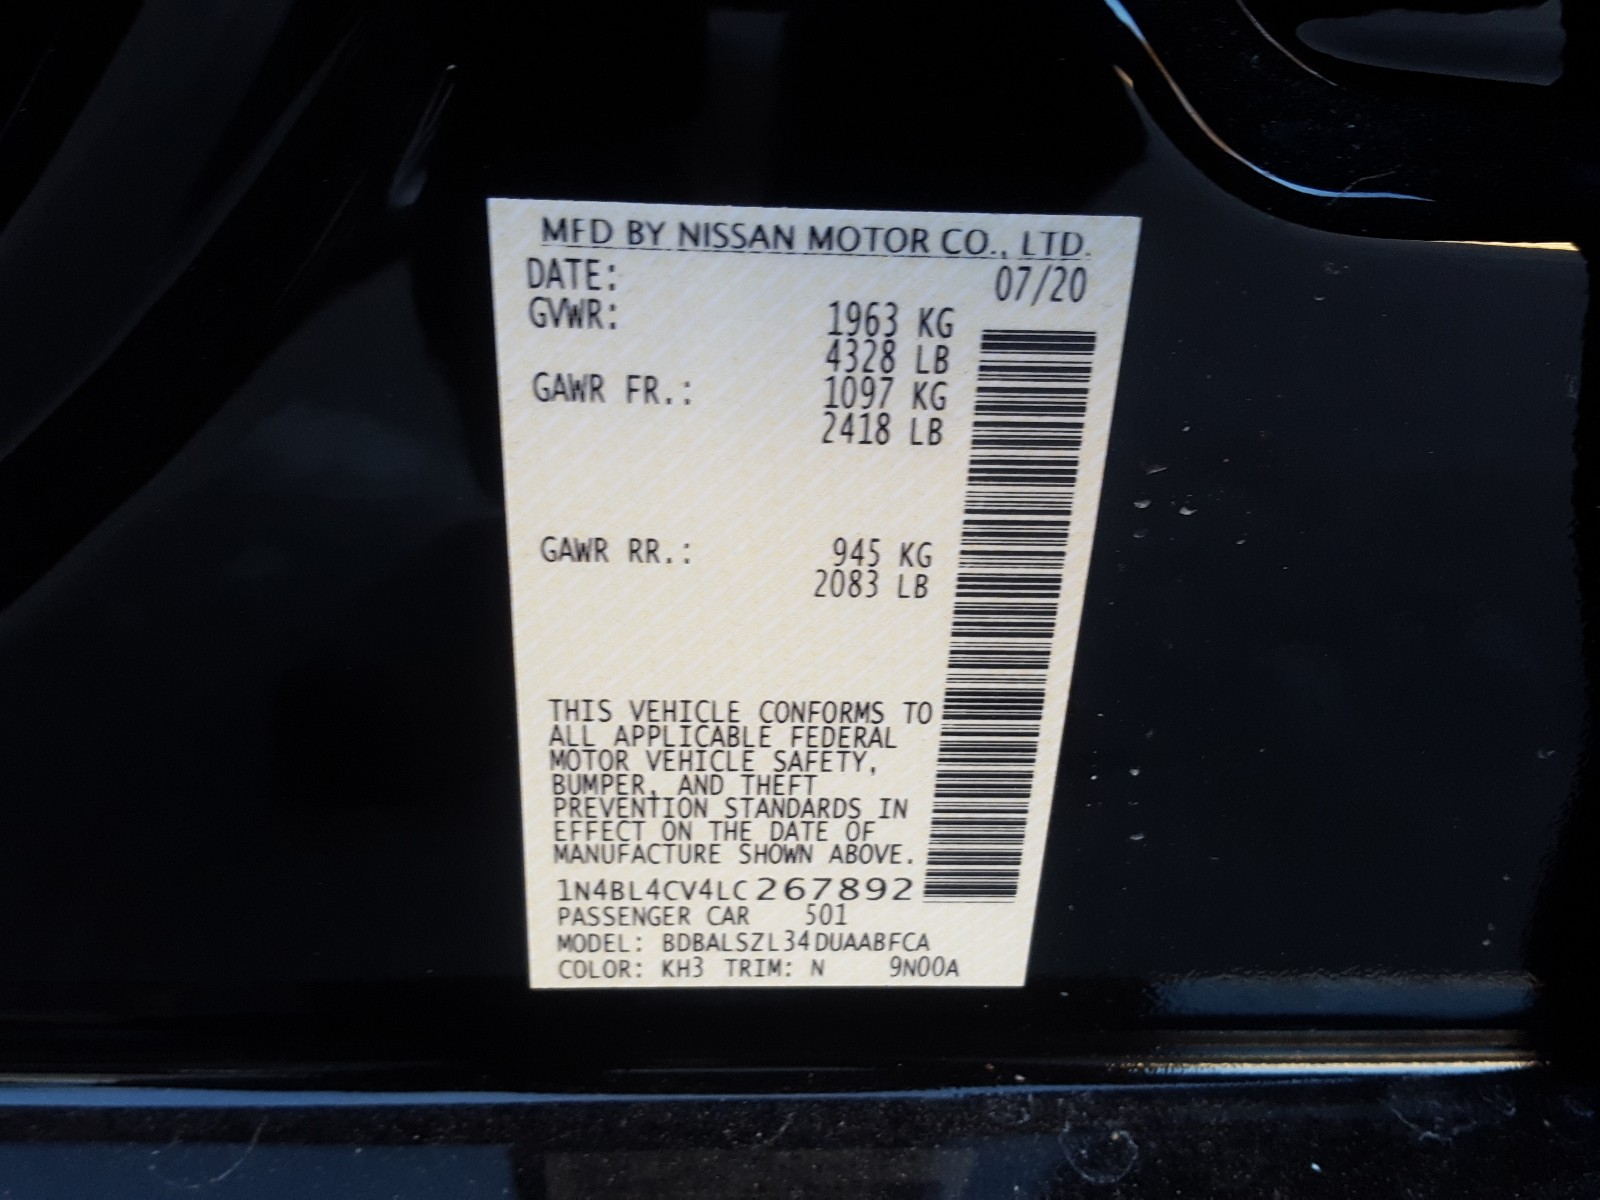 MFD BY NISSAN MOTOR CO., LTD.
DATE: 07/20
GVWR: 1963 KG
4328 LB
GAWR FR.: 1097 KG
2418 LB
GAWR RR.: 945 KG
2083 LB
THIS VEHICLE CONFORMS TO
ALL APPLICABLE FEDERAL
MOTOR VEHICLE SAFETY,
BUMPER, AND THEFT
PREVENTION STANDARDS IN
EFFECT ON THE DATE OF
MANUFACTURE SHOWN ABOVE.
1N4BL4CV4LC267892
PASSENGER CAR 501
MODEL: BDBALSZL34DUAABFCA
COLOR: KH3 TRIM: N 9N00A